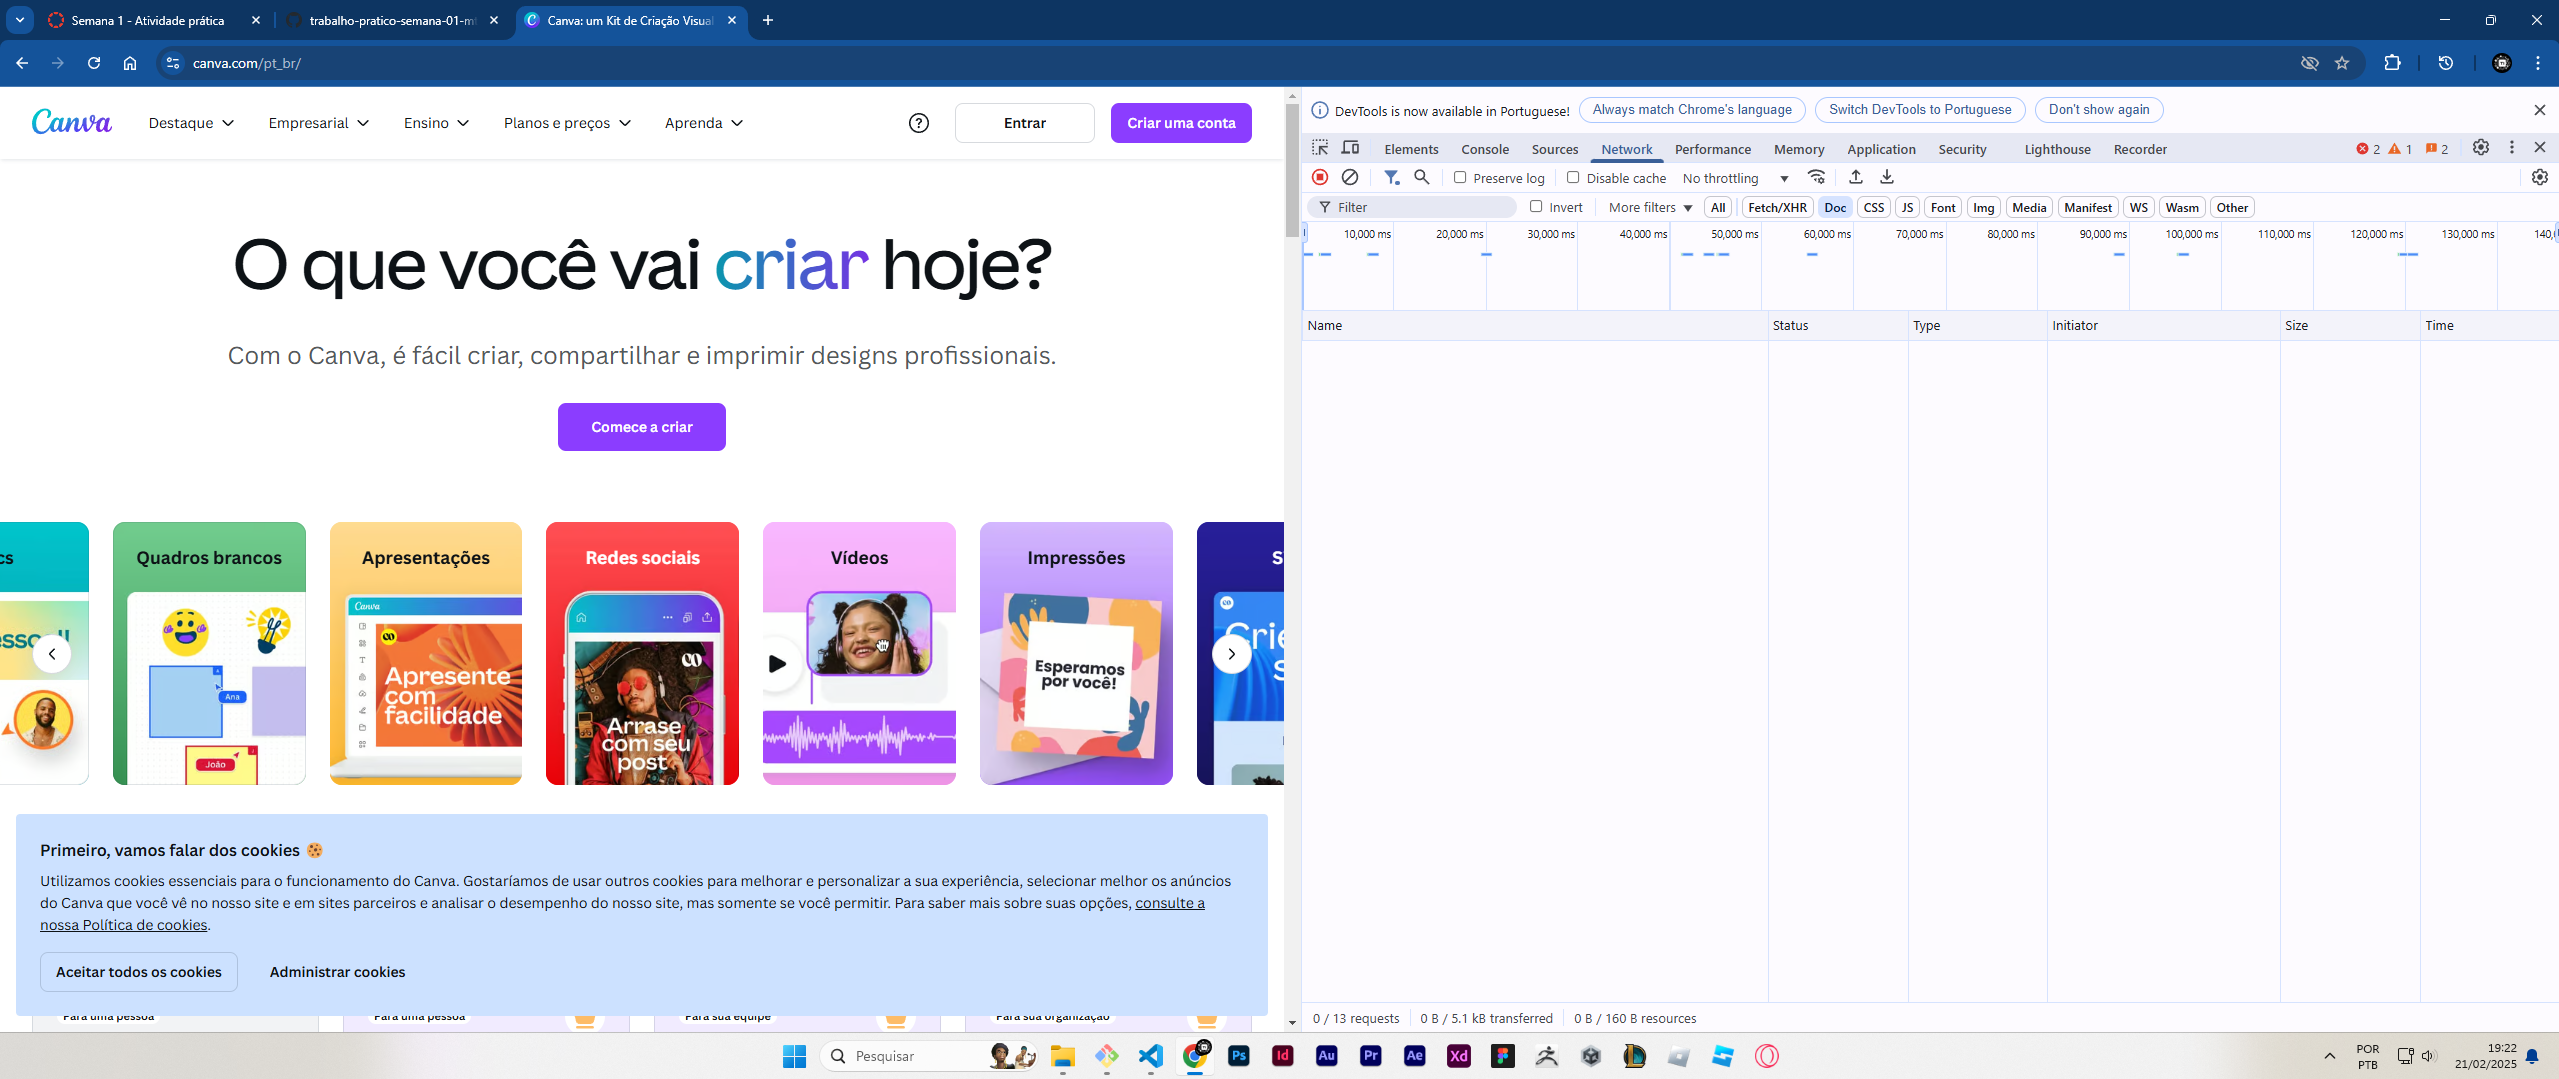 Semana 1 - Atividade prática
trabalho-pratico-semana-01-m
Canva: um Kit de Criação Visual
canva.com/pt_br/
Canva
Destaque
Empresarial
Ensino
Planos e preços
Aprenda
Entrar
Criar uma conta
O que você vai criar hoje?
Com o Canva, é fácil criar, compartilhar e imprimir designs profissionais.
Comece a criar
cs
Quadros brancos
Ana
João
Apresentações
Canva
Apresente
com
facilidade
Redes sociais
Arrase
com seu
post
Vídeos
Impressões
Esperamos
por você!
S
Crie
S
Primeiro, vamos falar dos cookies 🍪
Utilizamos cookies essenciais para o funcionamento do Canva. Gostaríamos de usar outros cookies para melhorar e personalizar a sua experiência, selecionar melhor os anúncios
do Canva que você vê no nosso site e em sites parceiros e analisar o desempenho do nosso site, mas somente se você permitir. Para saber mais sobre suas opções, consulte a
nossa Política de cookies.
Aceitar todos os cookies
Administrar cookies
Para uma pessoa
Para uma pessoa
Para sua equipe
Para sua organização
DevTools is now available in Portuguese!
Always match Chrome's language
Switch DevTools to Portuguese
Don't show again
Elements
Console
Sources
Network
Performance
Memory
Application
Security
Lighthouse
Recorder
2
1
2
Preserve log
Disable cache
No throttling
Filter
Invert
More filters
All
Fetch/XHR
Doc
CSS
JS
Font
Img
Media
Manifest
WS
Wasm
Other
10,000 ms
20,000 ms
30,000 ms
40,000 ms
50,000 ms
60,000 ms
70,000 ms
80,000 ms
90,000 ms
100,000 ms
110,000 ms
120,000 ms
130,000 ms
140,
Name
Status
Type
Initiator
Size
Time
0 / 13 requests
0 B / 5.1 kB transferred
0 B / 160 B resources
Pesquisar
Ps
Id
Au
Pr
Ae
Xd
POR
PTB
19:22
21/02/2025